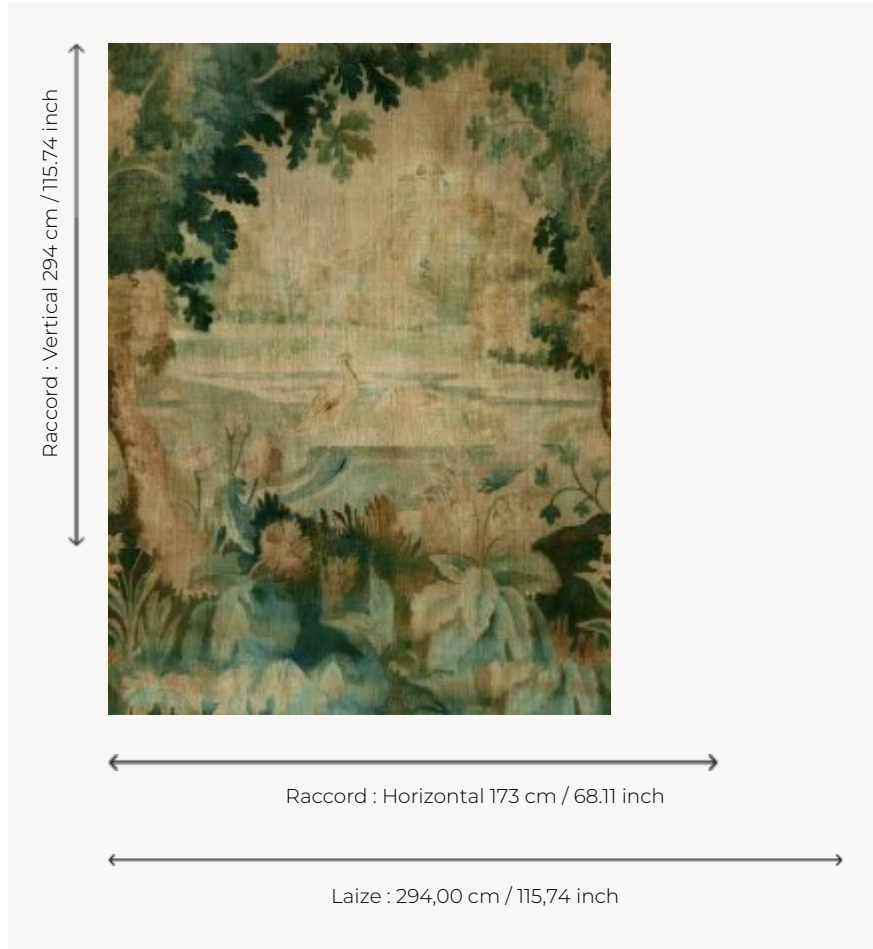 Raccord : Vertical 294 cm / 115.74 inch
Raccord : Horizontal 173 cm / 68.11 inch
Laize : 294,00 cm / 115,74 inch